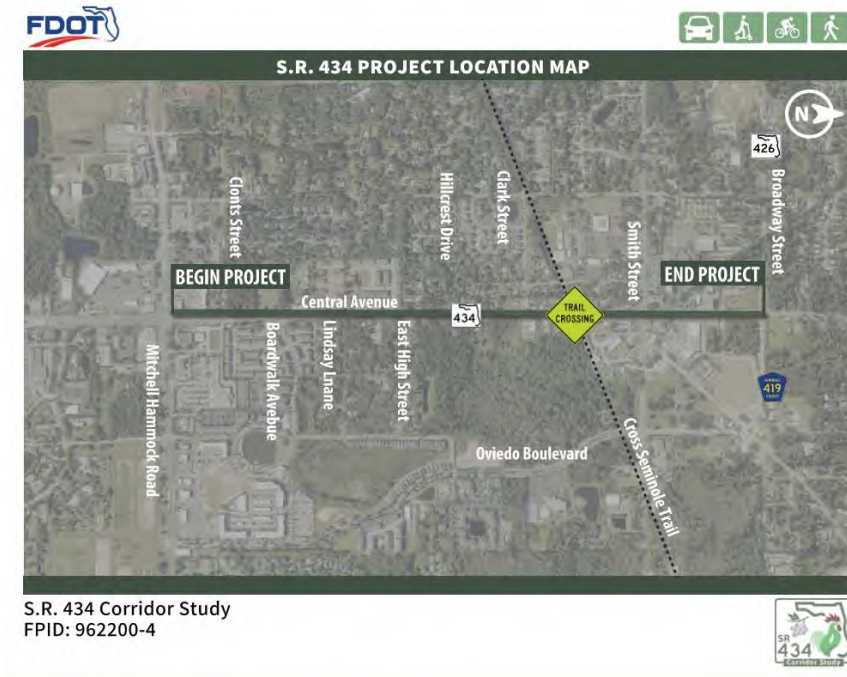 FDOT
S.R. 434 PROJECT LOCATION MAP
N
426
Clonts Street
Hillcrest Drive
Clark Street
Smith Street
Broadway Street
BEGIN PROJECT
END PROJECT
Central Avenue
434
TRAIL
CROSSING
Mitchell Hammock Road
Boardwalk Avebue
Lindsay Lnane
East High Street
419
Oviedo Boulevard
Cross Seminole Trail
S.R. 434 Corridor Study
FPID: 962200-4
SR
434
Corridor Study